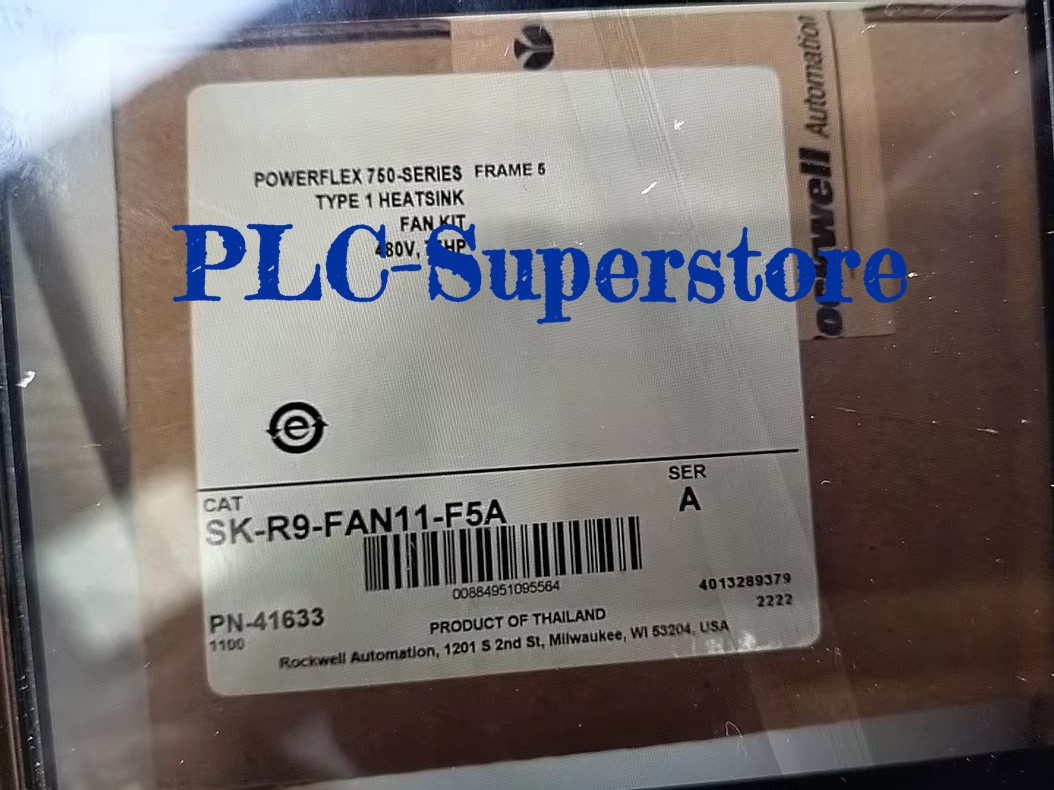 POWERFLEX 750-SERIES FRAME 5
TYPE 1 HEATSINK
FAN KIT
480V,
PLC-Superstore
Rockwell Automation
CAT
SK-R9-FAN11-F5A
SER
A
00884951095564
PN-41633
1100
4013289379
2222
PRODUCT OF THAILAND
Rockwell Automation, 1201 S 2nd St, Milwaukee, WI 53204, USA